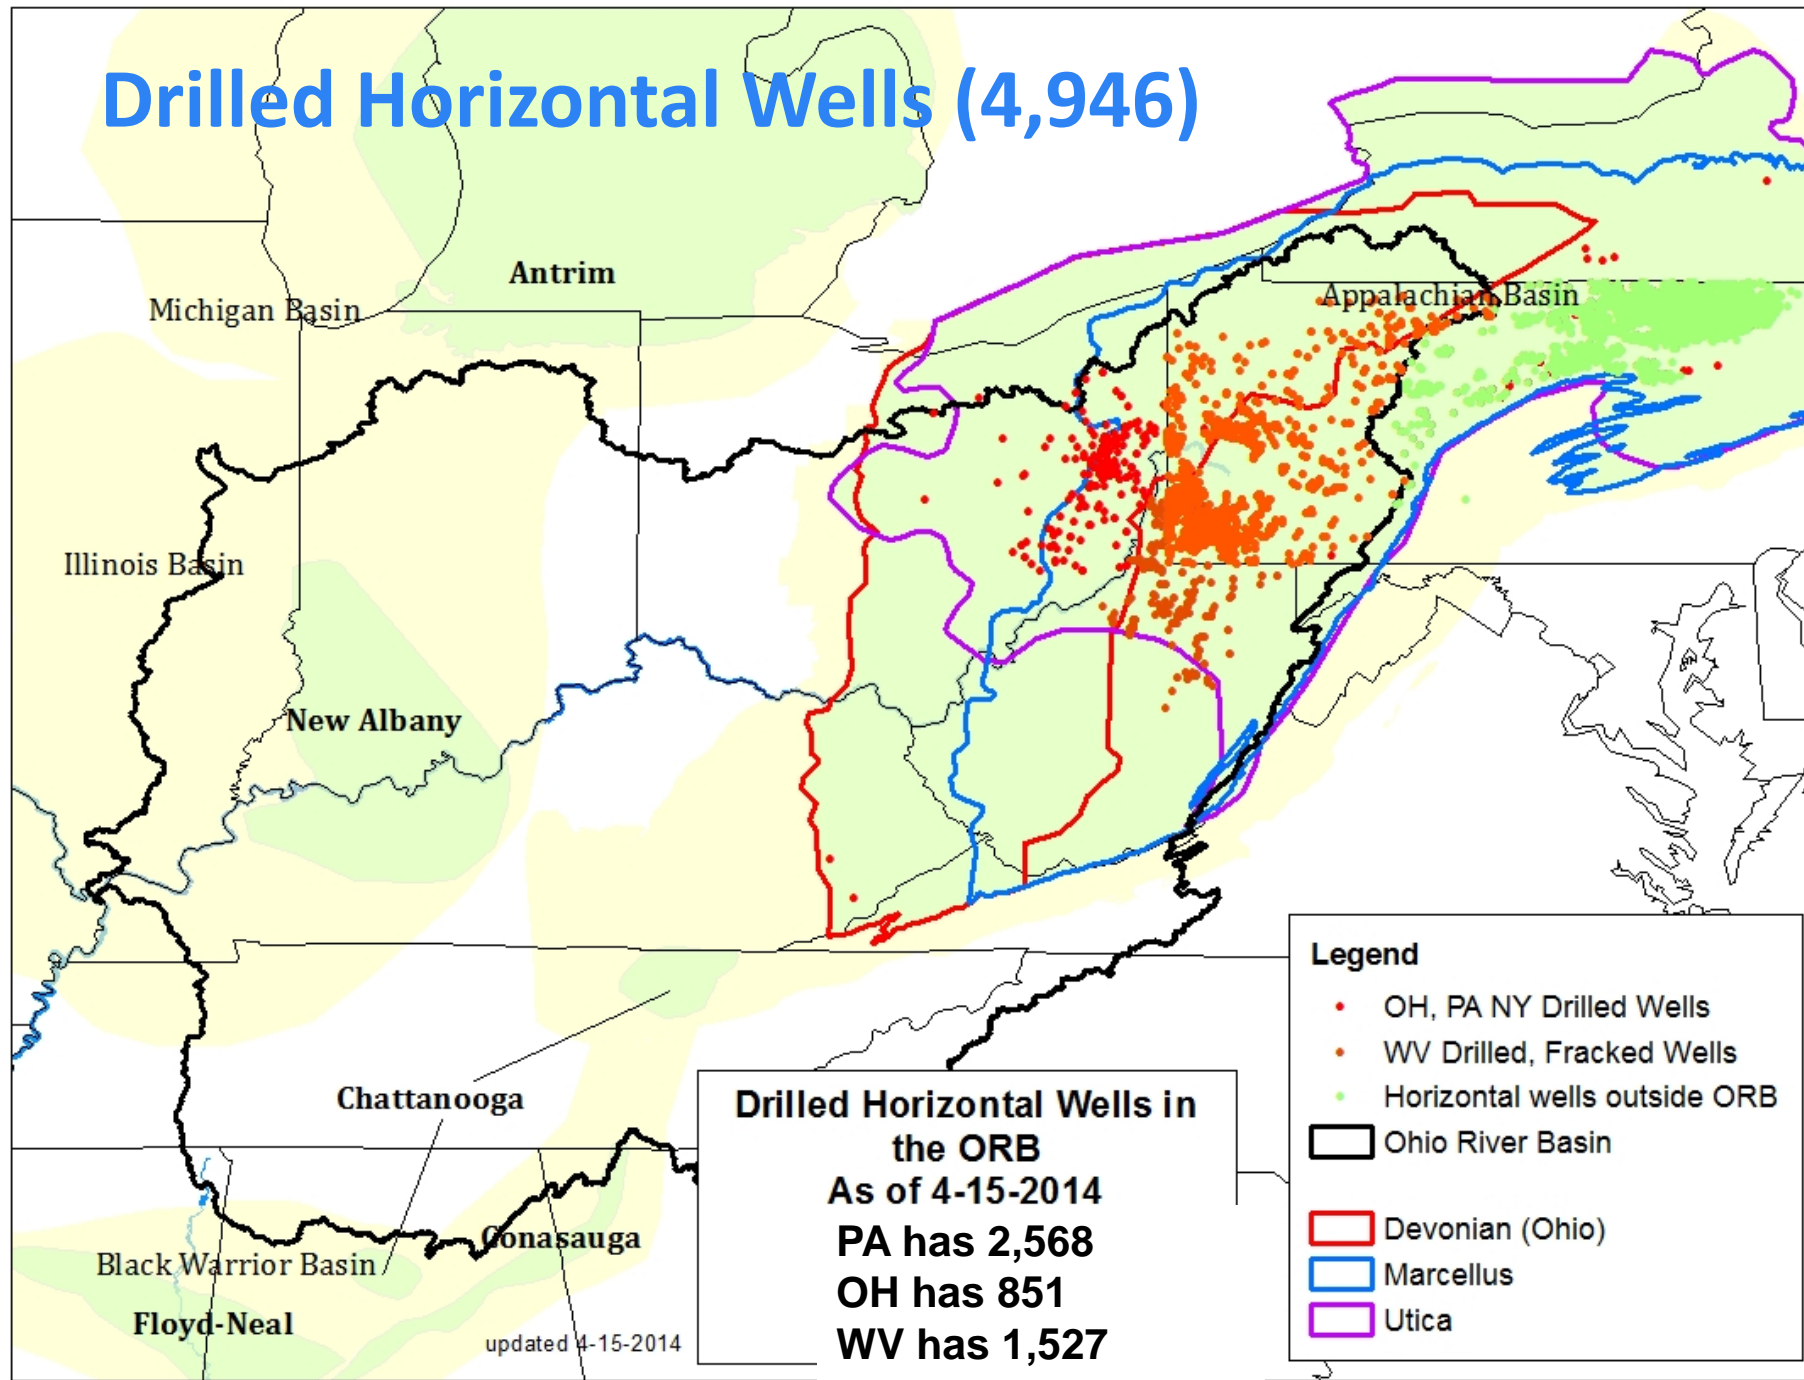 Drilled Horizontal Wells (4,946)
Antrim
Michigan Basin
Appalachian Basin
Illinois Basin
New Albany
Chattanooga
Conasauga
Black Warrior Basin
Floyd-Neal
updated 4-15-2014
Drilled Horizontal Wells in
the ORB
As of 4-15-2014
PA has 2,568
OH has 851
WV has 1,527
Legend
OH, PA NY Drilled Wells
WV Drilled, Fracked Wells
Horizontal wells outside ORB
Ohio River Basin
Devonian (Ohio)
Marcellus
Utica